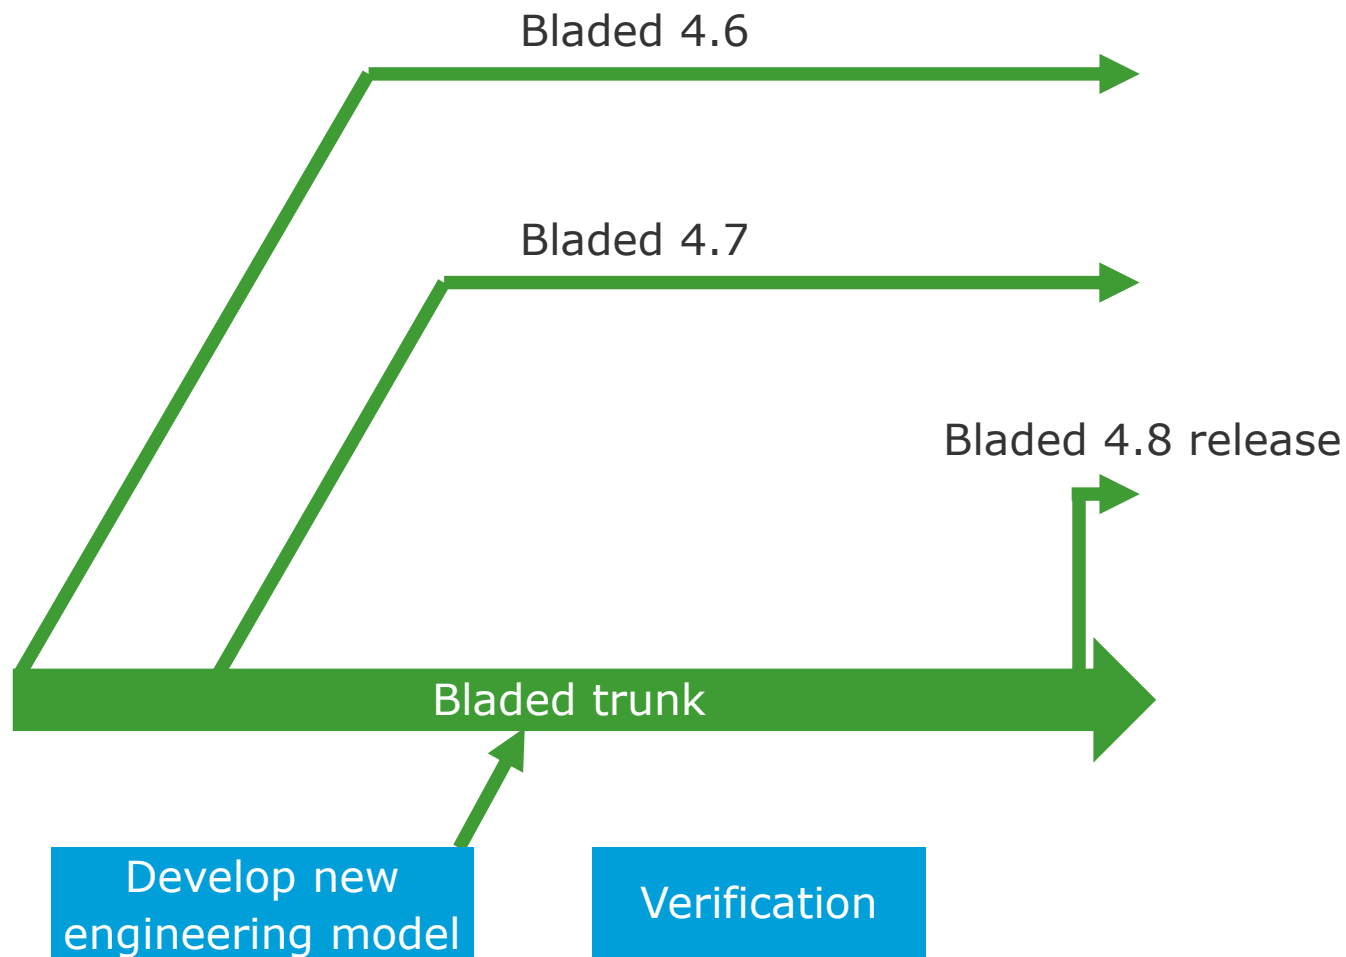 Bladed 4.6
Bladed 4.7
Bladed 4.8 release
Bladed trunk
Develop new
engineering model
Verification